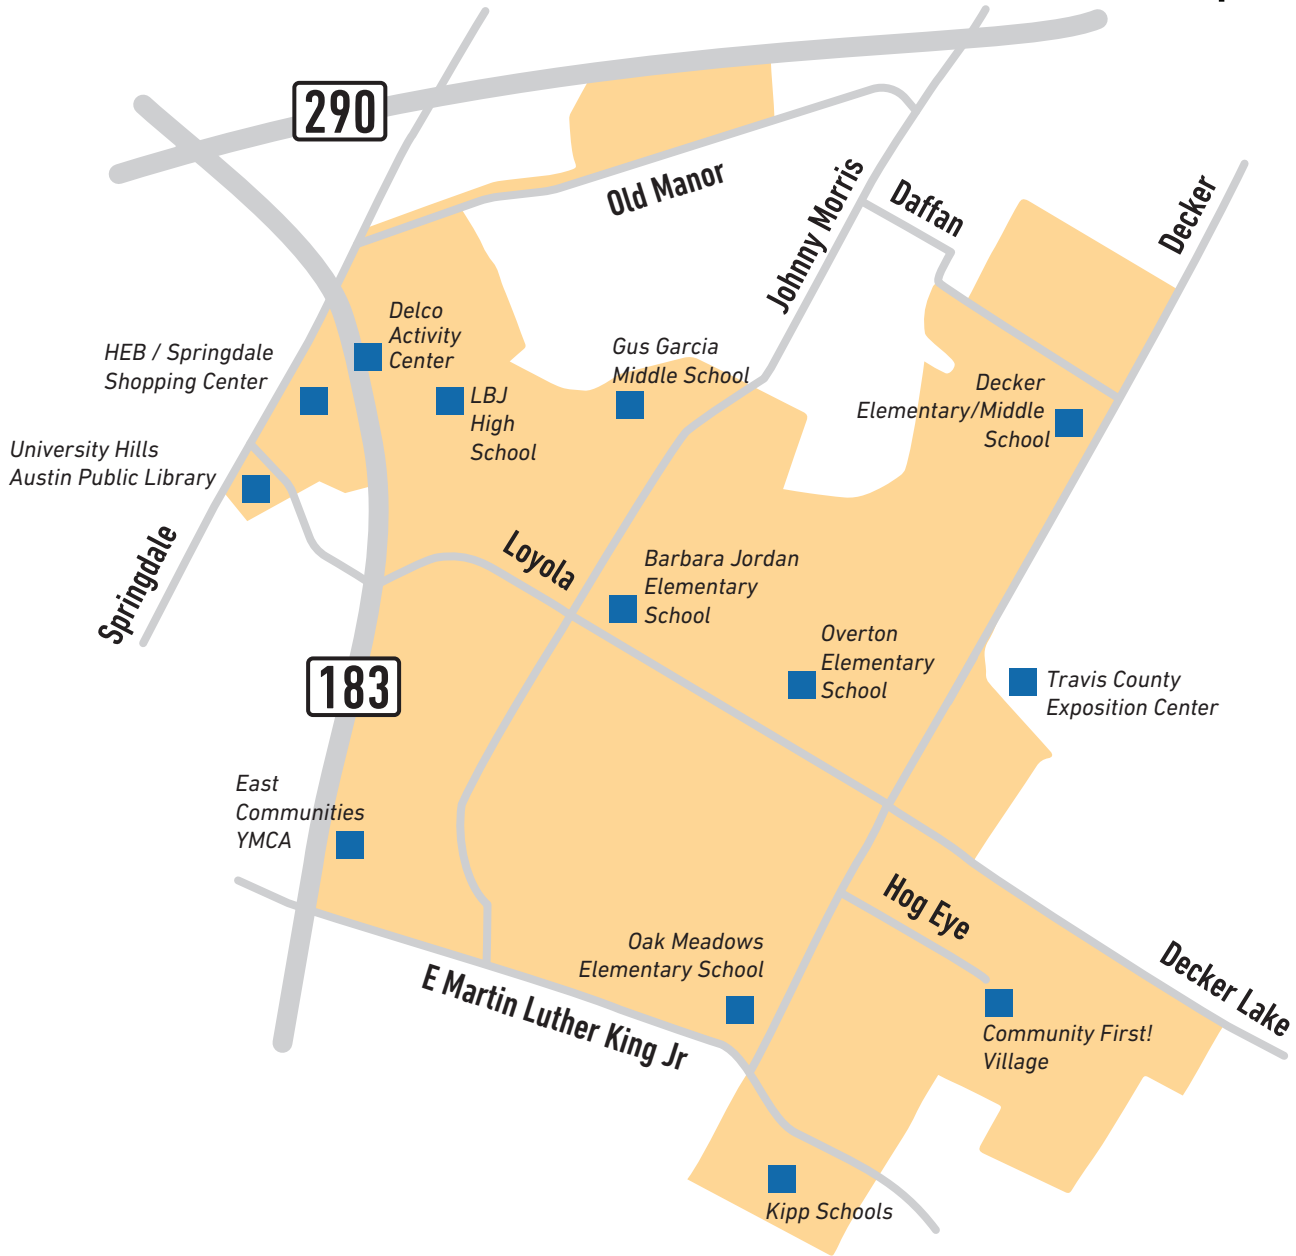 290
Old Manor
Johnny Morris
Daffan
Decker
Delco
Activity
Center
HEB / Springdale
Shopping Center
Gus Garcia
Middle School
LBJ
High
School
Decker
Elementary/Middle
School
University Hills
Austin Public Library
Springdale
Loyola
Barbara Jordan
Elementary
School
Overton
Elementary
School
183
Travis County
Exposition Center
East
Communities
YMCA
Hog Eye
Oak Meadows
Elementary School
E Martin Luther King Jr
Decker Lake
Community First!
Village
Kipp Schools